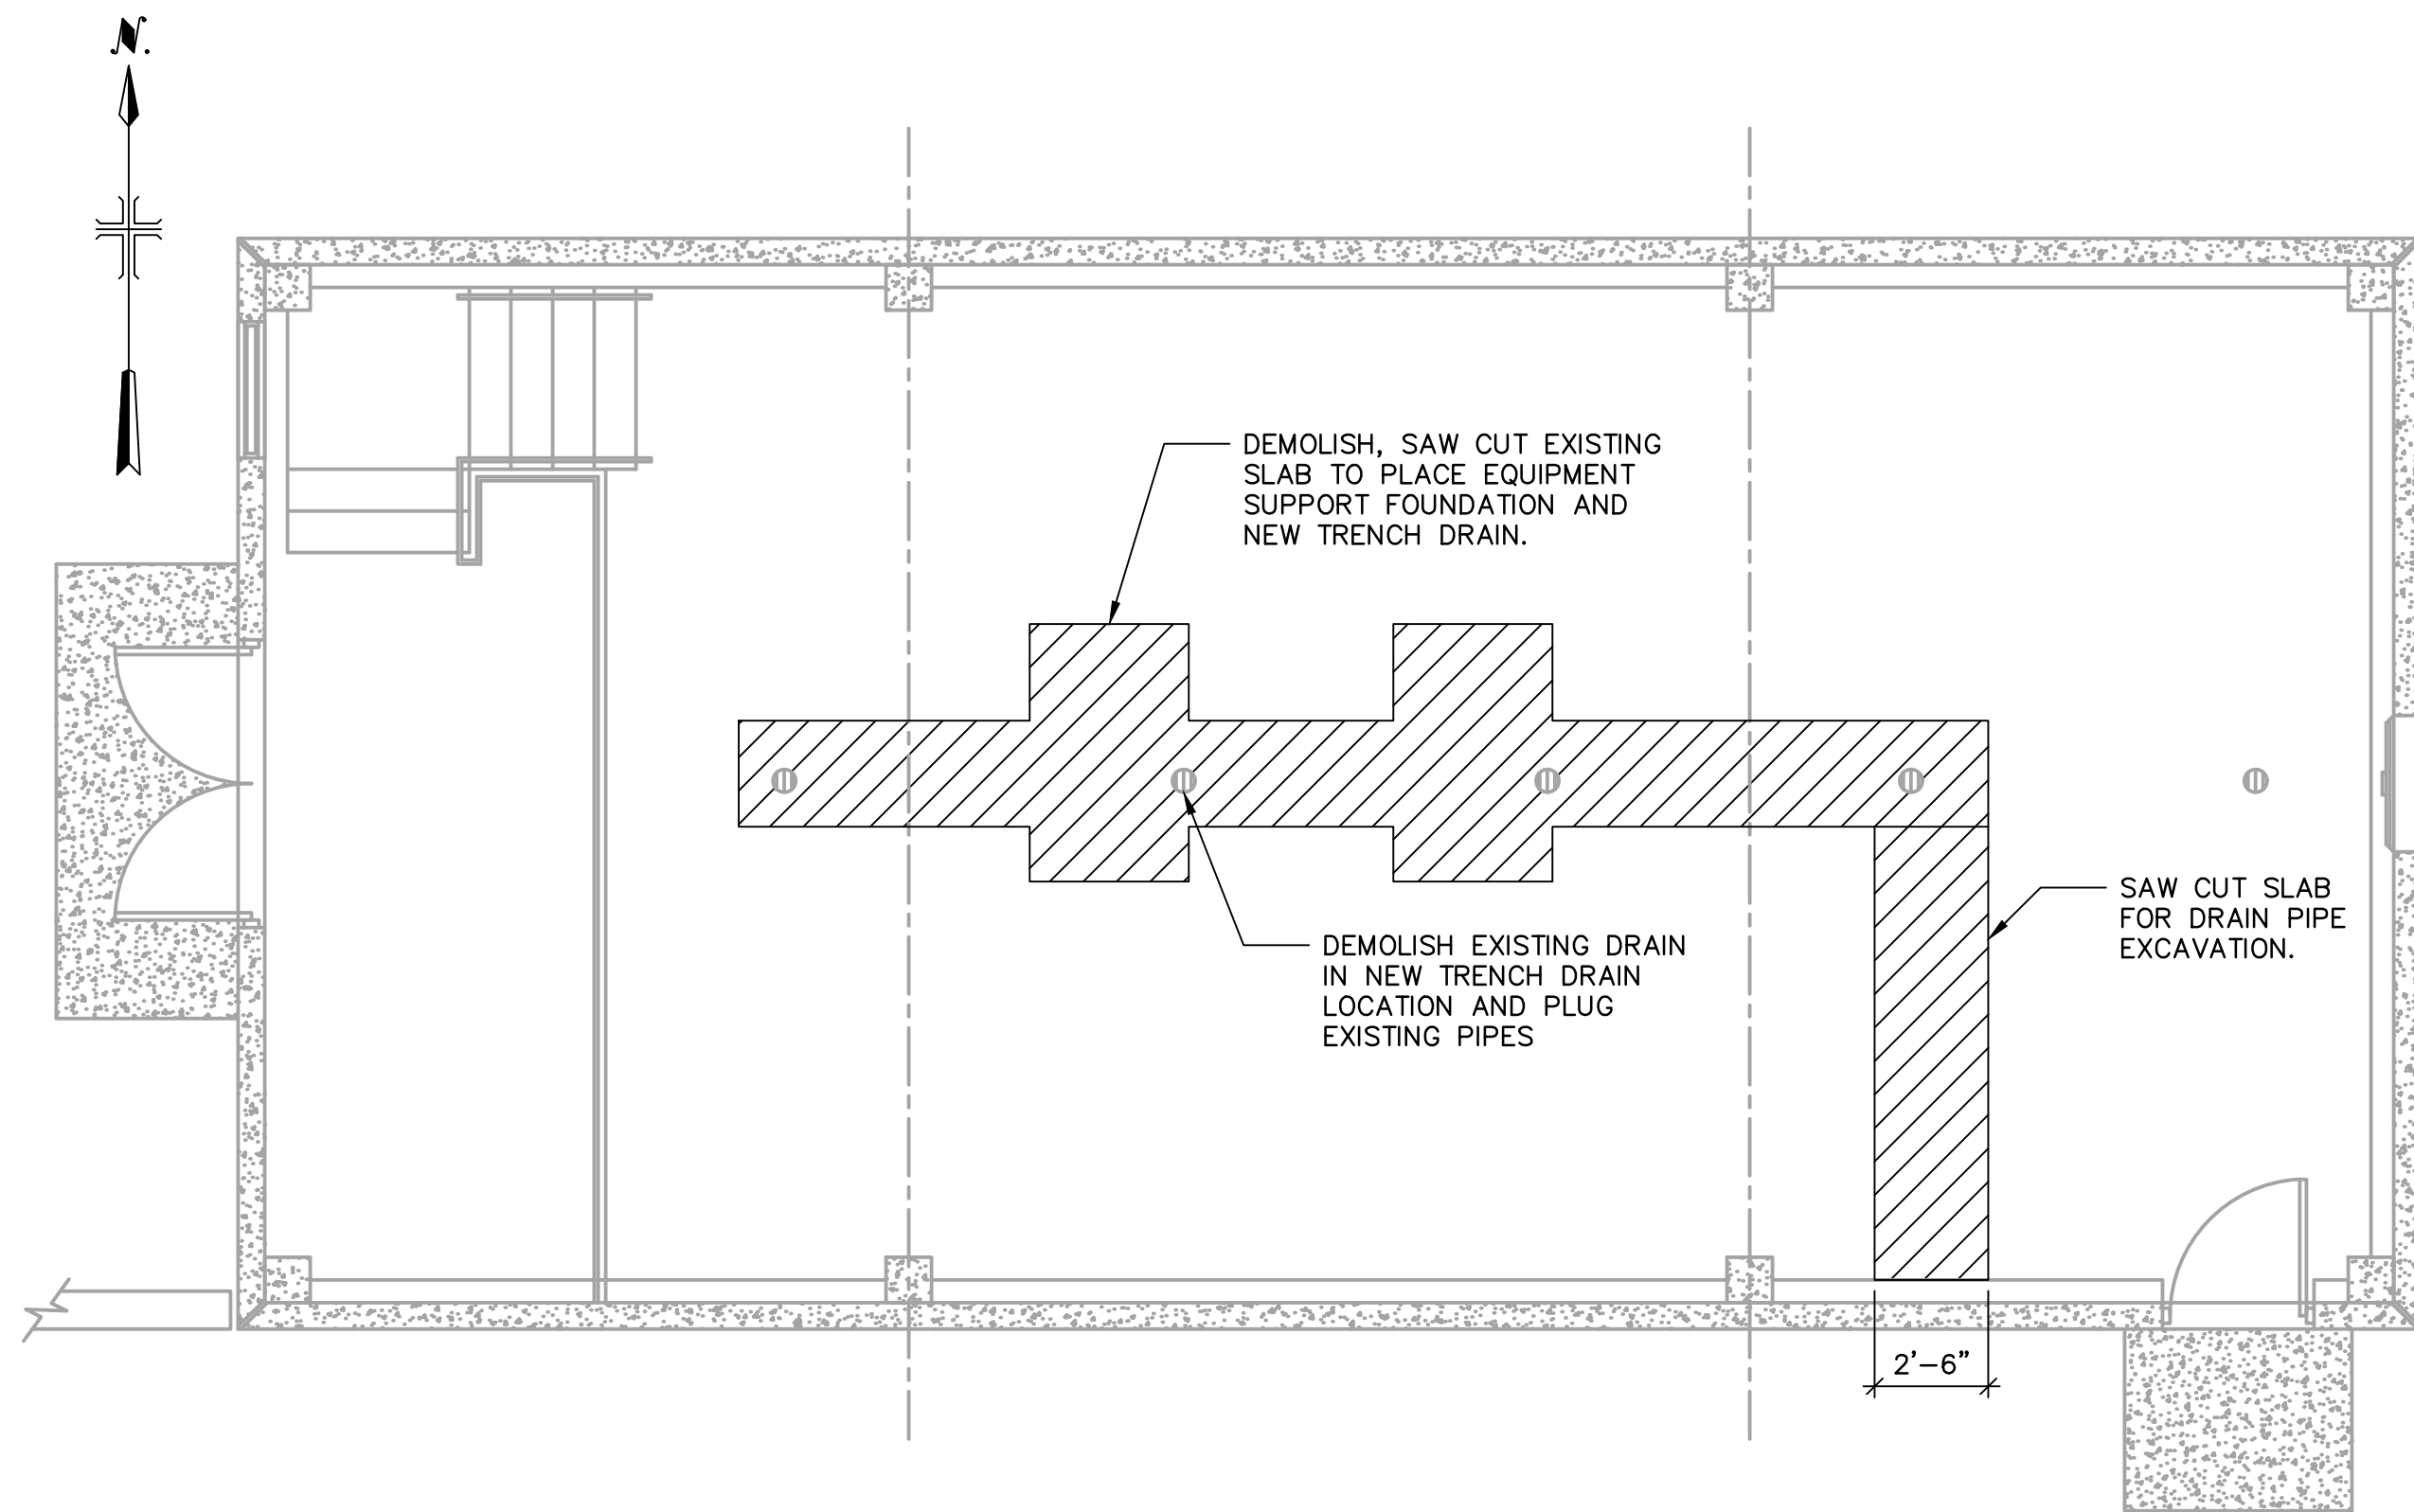 N.
DEMOLISH, SAW CUT EXISTING
SLAB TO PLACE EQUIPMENT
SUPPORT FOUNDATION AND
NEW TRENCH DRAIN.
SAW CUT SLAB
FOR DRAIN PIPE
EXCAVATION.
DEMOLISH EXISTING DRAIN
IN NEW TRENCH DRAIN
LOCATION AND PLUG
EXISTING PIPES
2'-6"